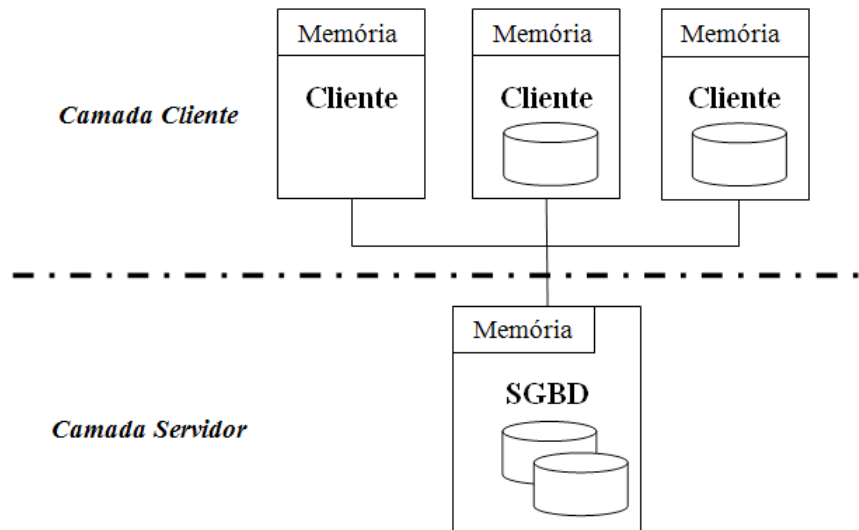 Memória
Memória
Memória
Cliente
Cliente
Cliente
Camada Cliente
Memória
SGBD
Camada Servidor